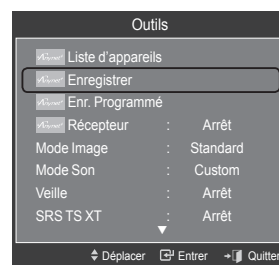 Outils
Liste d'appareils
Enregistrer
Enr. Programmé
Récepteur : Arrêt
Mode Image : Standard
Mode Son : Custom
Veille : Arrêt
SRS TS XT : Arrêt
Déplacer Entrer Quitter